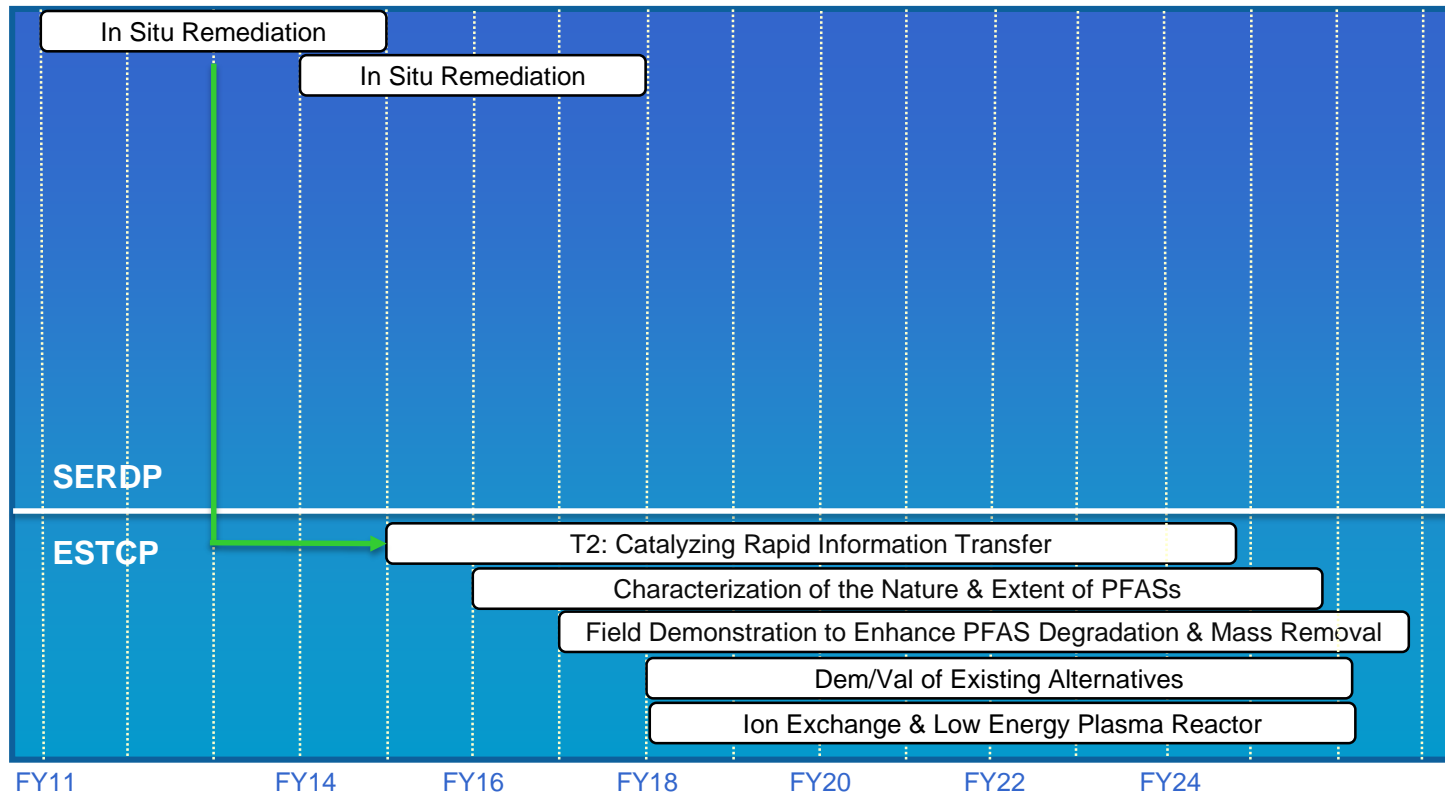 In Situ Remediation
In Situ Remediation
SERDP
ESTCP
T2: Catalyzing Rapid Information Transfer
Characterization of the Nature & Extent of PFASs
Field Demonstration to Enhance PFAS Degradation & Mass Removal
Dem/Val of Existing Alternatives
Ion Exchange & Low Energy Plasma Reactor
FY11 FY14 FY16 FY18 FY20 FY22 FY24